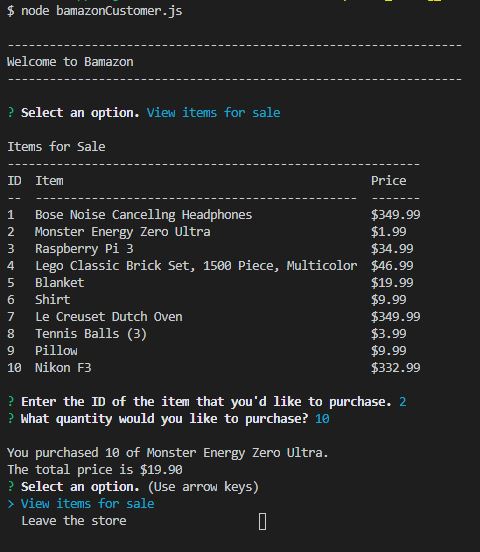 $ node bamazonCustomer.js
-----------------------------------------------------------------
Welcome to Bamazon
-----------------------------------------------------------------
? Select an option. View items for sale
Items for Sale
-----------------------------------------------------------
ID  Item                                            Price
--  ----------------------------------------------  -------
1   Bose Noise Cancellng Headphones                 $349.99
2   Monster Energy Zero Ultra                       $1.99
3   Raspberry Pi 3                                  $34.99
4   Lego Classic Brick Set, 1500 Piece, Multicolor  $46.99
5   Blanket                                         $19.99
6   Shirt                                           $9.99
7   Le Creuset Dutch Oven                           $349.99
8   Tennis Balls (3)                                $3.99
9   Pillow                                          $9.99
10  Nikon F3                                        $332.99
? Enter the ID of the item that you'd like to purchase. 2
? What quantity would you like to purchase? 10
You purchased 10 of Monster Energy Zero Ultra.
The total price is $19.90
? Select an option. (Use arrow keys)
> View items for sale
  Leave the store